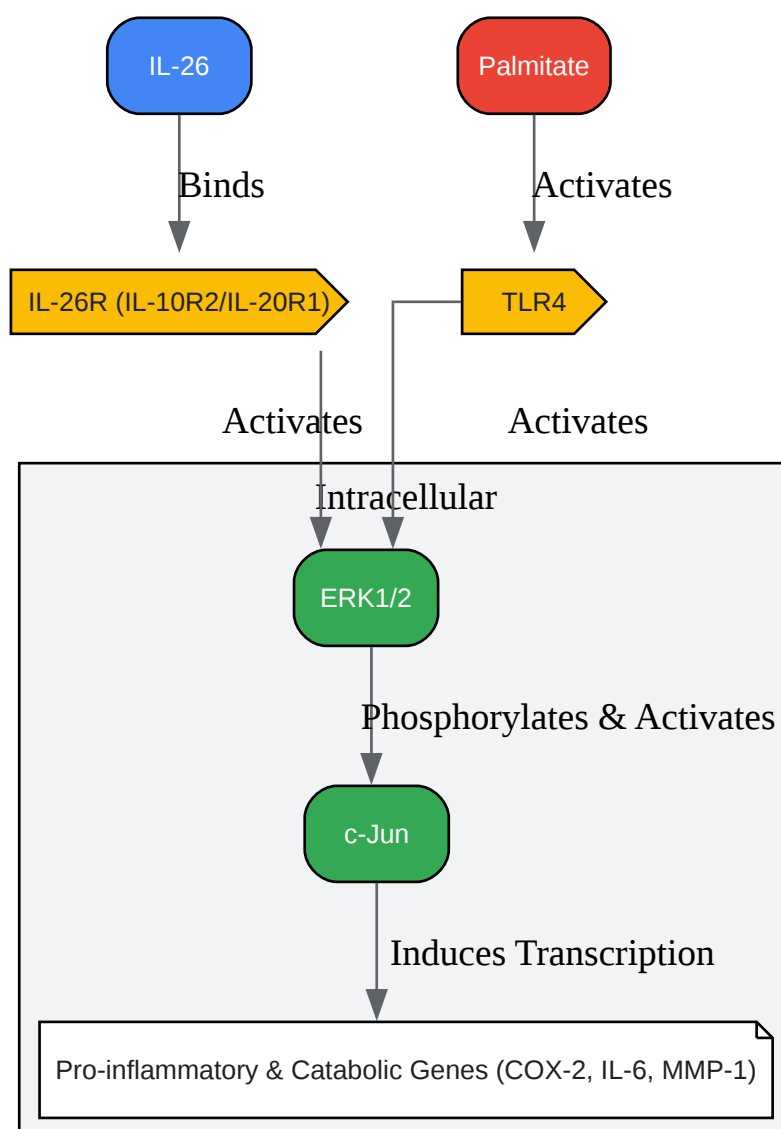 IL-26
Palmitate
Binds
Activates
IL-26R (IL-10R2/IL-20R1)
TLR4
Activates
Activates
Intracellular
ERK1/2
Phosphorylates & Activates
c-Jun
Induces Transcription
Pro-inflammatory & Catabolic Genes (COX-2, IL-6, MMP-1)